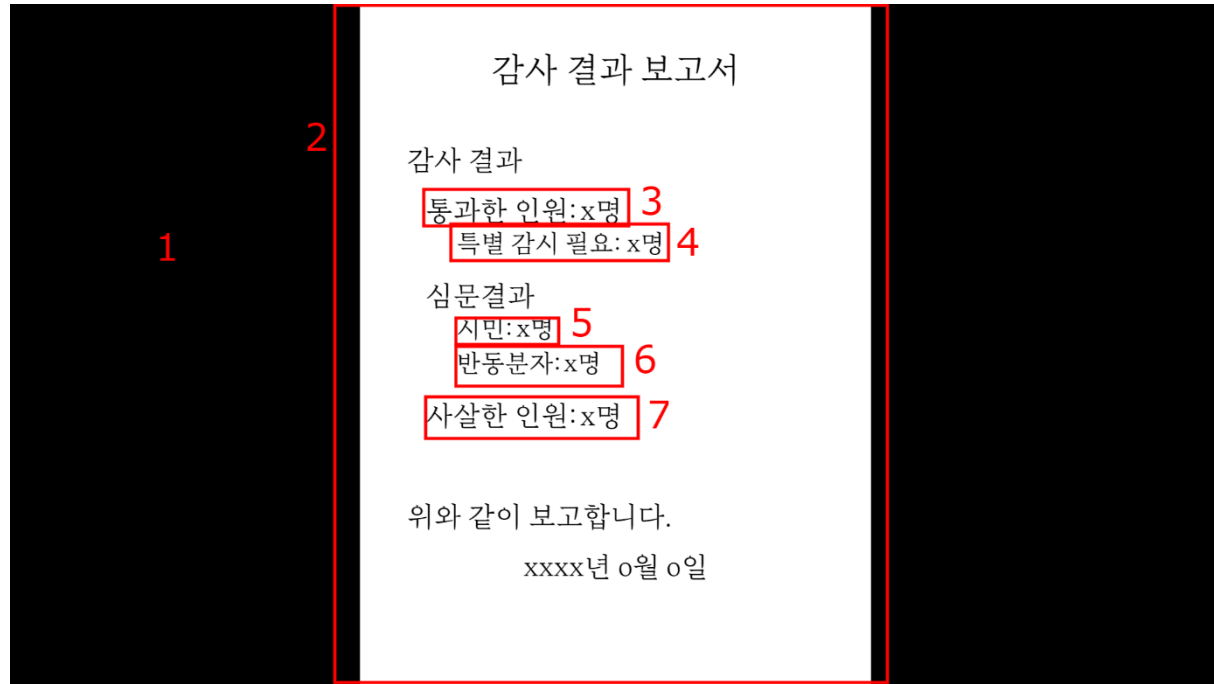 감사 결과 보고서
2
감사 결과
통과한 인원: x명 3
1
특별 감시 필요: x명 4
심문결과
시민: x명 5
반동분자: x명 6
사살한 인원: x명 7
위와 같이 보고합니다.
xxxx년 o월 o일